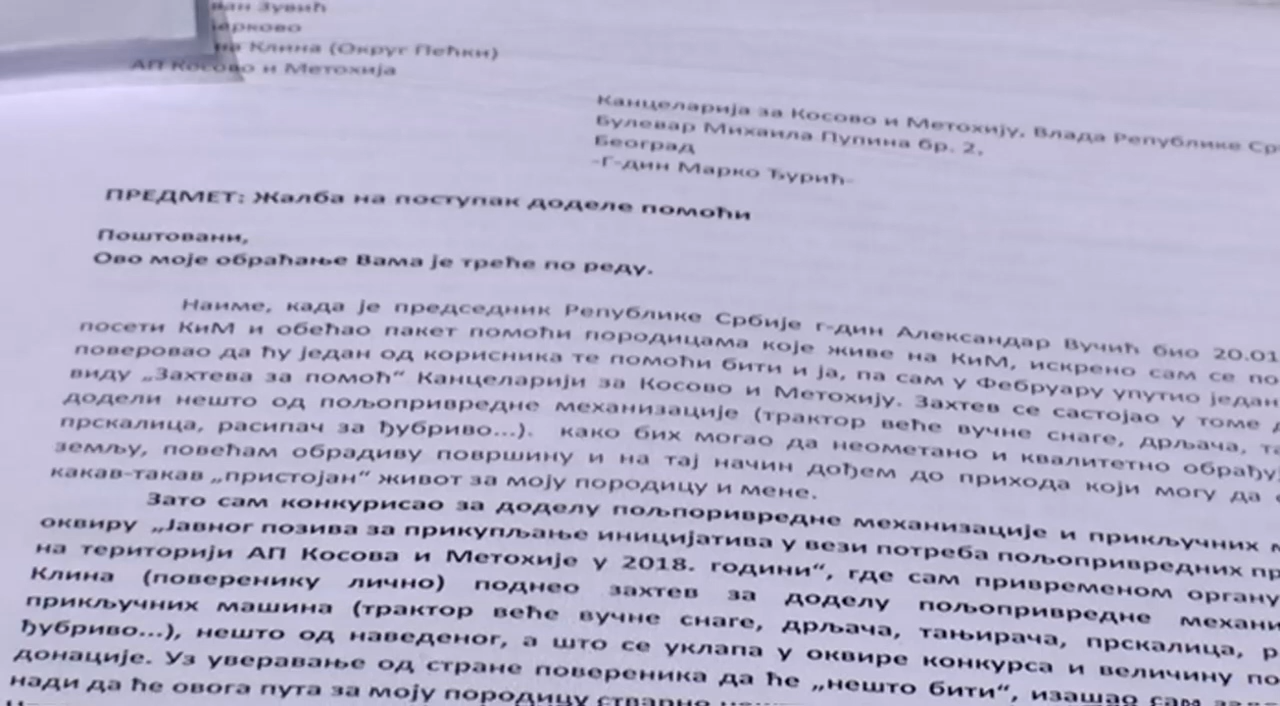 Зувић
на Клина (Округ Пећки)
АП Косово и Метохија
Канцеларија за Косово и Метохију, Влада Републике
Булевар Михаила Пупина бр. 2,
Београд
-Г-дин Марко Ђурић-
ПРЕДМЕТ: Жалба на поступак доделе помоћи
Поштовани,
Ово моје обраћање Вама је треће по реду.
Наиме, када је председник Републике Србије г-дин Александар Вучић био 20.01
посети КиМ и обећао пакет помоћи породицама које живе на КиМ, искрено сам се по
поверовао да ћу један од корисника те помоћи бити и ја, па сам у Фебруару упутио један
виду „Захтева за помоћ“ Канцеларији за Косово и Метохију. Захтев се састојао у томе
додели нешто од пољопривредне механизације (трактор веће вучне снаге, дрљача,
прскалица, расипач за ђубриво...). како бих могао да неометано и квалитетно обрађу
земљу, повећам обрадиву површину и на тај начин дођем до прихода који могу да
какав-такав „пристојан“ живот за моју породицу и мене.
Зато сам конкурисао за доделу пољпоривредне механизације и прикључних
оквиру „Јавног позива за прикупљање иницијатива у вези потреба пољопривредних
на територији АП Косова и Метохије у 2018. години“, где сам привременом органу
Клина (поверенику лично) поднео захтев за доделу пољопривредне механи
прикључних машина (трактор веће вучне снаге, дрљача, тањирача, прскалица,
ђубриво...), нешто од наведеног, а што се уклапа у оквире конкурса и величину
донације. Уз уверавање од стране повереника да ће „нешто бити“, изашао сам
нади да ће овога пута за моју породицу стварно